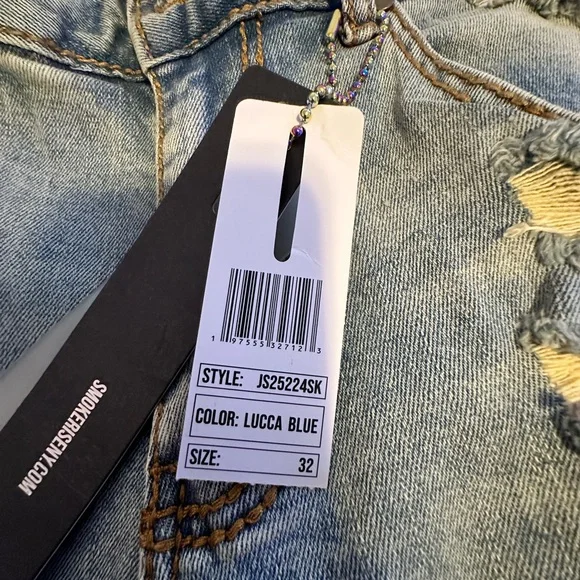 1 97555 32712 3
STYLE: JS25224SK
COLOR: LUCCA BLUE
SIZE: 32
SMOKERISENY.COM